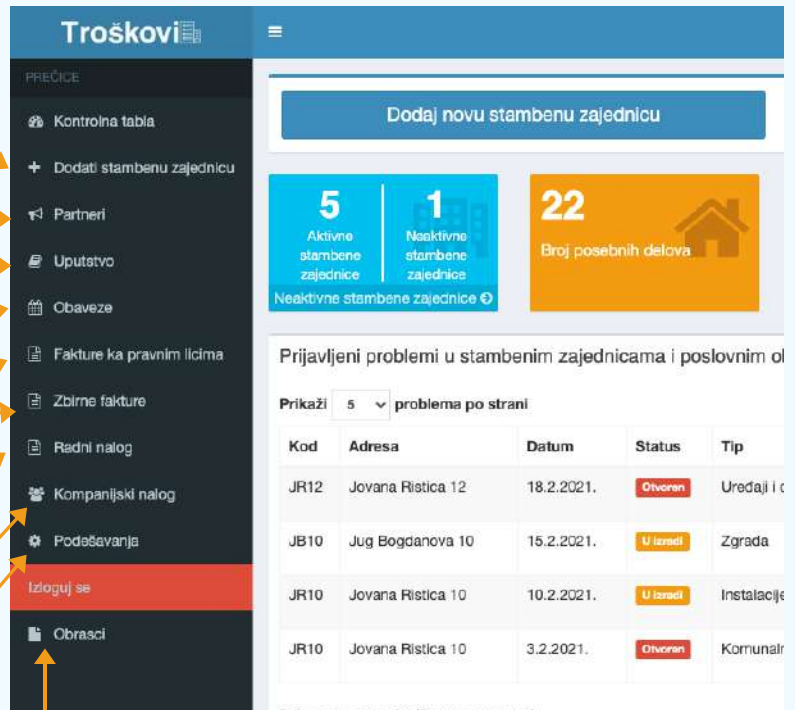 Troškovi
PREČICE
Kontrolna tabla
Dodati stambenu zajednicu
Partneri
Uputstvo
Obaveze
Fakture ka pravnim licima
Zbirne fakture
Radni nalog
Kompanijski nalog
Podešavanja
Izloguj se
Obrasci
Dodaj novu stambenu zajednicu
5
Aktivne
stambene
zajednice
1
Neaktivne
stambene
zajednice
Neaktivne stambene zajednice
22
Broj posebnih delova
Prijavljeni problemi u stambenim zajednicama i poslovnim
Prikaži 5 problema po strani
Kod Adresa Datum Status Tip
JR12 Jovana Ristica 12 18.2.2021. Otvoren Uređaji i
JB10 Jug Bogdanova 10 15.2.2021. U izradi Zgrada
JR10 Jovana Ristica 10 10.2.2021. U izradi Instalacije
JR10 Jovana Ristica 10 3.2.2021. Otvoren Komunaln